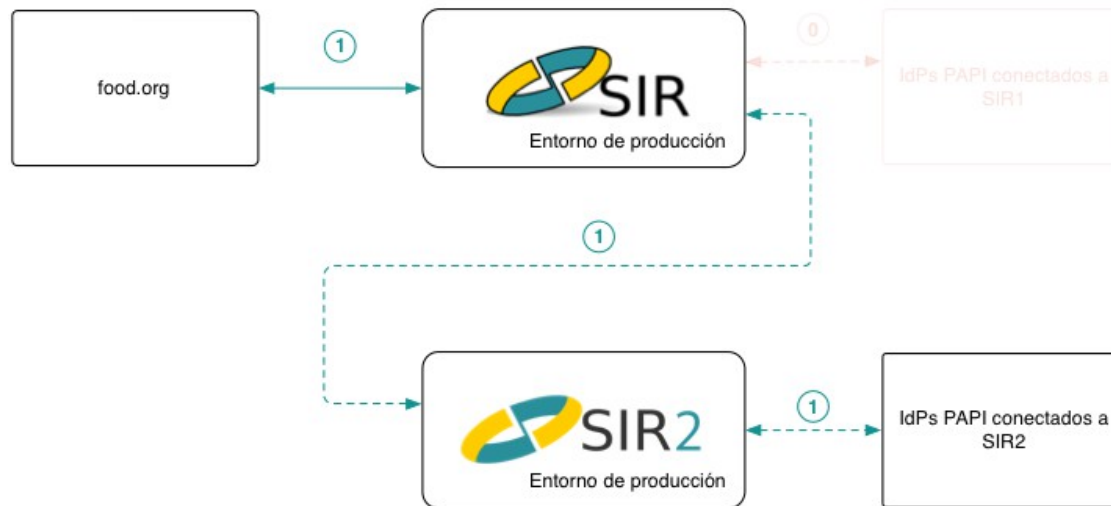 food.org
1
SIR
Entorno de producción
0
IdPs PAPI conectados a
SIR1
1
SIR2
Entorno de producción
1
IdPs PAPI conectados a
SIR2